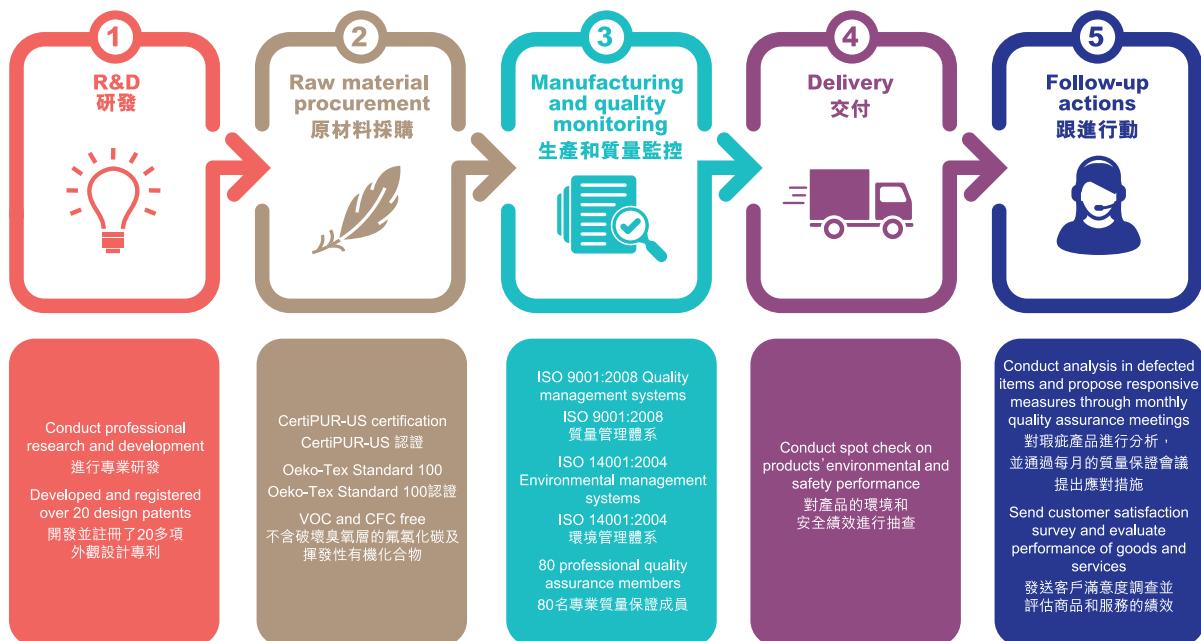 1
R&D
研發
2
Raw material
procurement
原材料採購
3
Manufacturing
and quality
monitoring
生產和質量監控
4
Delivery
交付
5
Follow-up
actions
跟進行動
Conduct professional
research and development
進行專業研發
Developed and registered
over 20 design patents
開發並註冊了20多項
外觀設計專利
CertiPUR-US certification
CertiPUR-US 認證
Oeko-Tex Standard 100
Oeko-Tex Standard 100認證
VOC and CFC free
不含破壞臭氧層的氟氯化碳及
揮發性有機化合物
ISO 9001:2008 Quality
management systems
ISO 9001:2008
質量管理體系
ISO 14001:2004
Environmental management
systems
ISO 14001:2004
環境管理體系
80 professional quality
assurance members
80名專業質量保證成員
Conduct spot check on
products' environmental and
safety performance
對產品的環境和
安全績效進行抽查
Conduct analysis in defected
items and propose responsive
measures through monthly
quality assurance meetings
對瑕疵產品進行分析，
並通過每月的質量保證會議
提出應對措施
Send customer satisfaction
survey and evaluate
performance of goods and
services
發送客戶滿意度調查並
評估商品和服務的績效